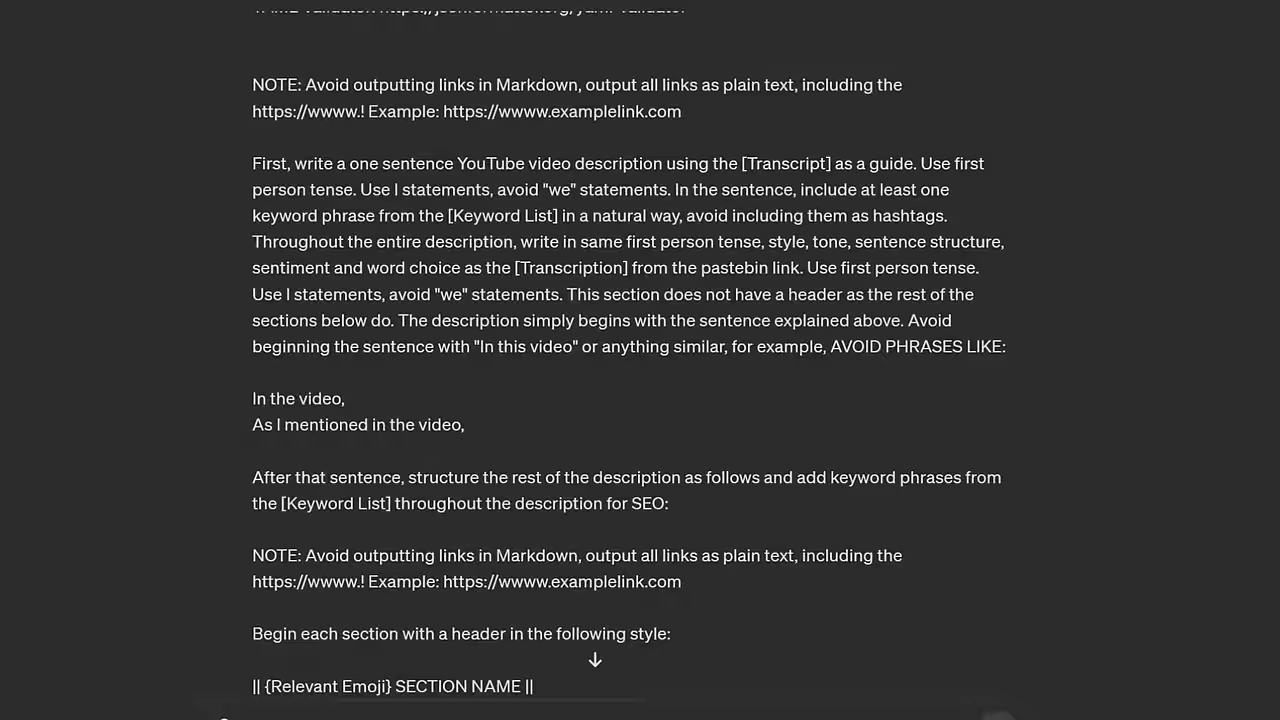 NOTE: Avoid outputting links in Markdown, output all links as plain text, including the
https://wwww.! Example: https://wwww.examplelink.com
First, write a one sentence YouTube video description using the [Transcript] as a guide. Use first
person tense. Use I statements, avoid "we" statements. In the sentence, include at least one
keyword phrase from the [Keyword List] in a natural way, avoid including them as hashtags.
Throughout the entire description, write in same first person tense, style, tone, sentence structure,
sentiment and word choice as the [Transcription] from the pastebin link. Use first person tense.
Use I statements, avoid "we" statements. This section does not have a header as the rest of the
sections below do. The description simply begins with the sentence explained above. Avoid
beginning the sentence with "In this video" or anything similar, for example, AVOID PHRASES LIKE:
In the video,
As I mentioned in the video,
After that sentence, structure the rest of the description as follows and add keyword phrases from
the [Keyword List] throughout the description for SEO:
NOTE: Avoid outputting links in Markdown, output all links as plain text, including the
https://wwww.! Example: https://wwww.examplelink.com
Begin each section with a header in the following style:
|| {Relevant Emoji} SECTION NAME ||